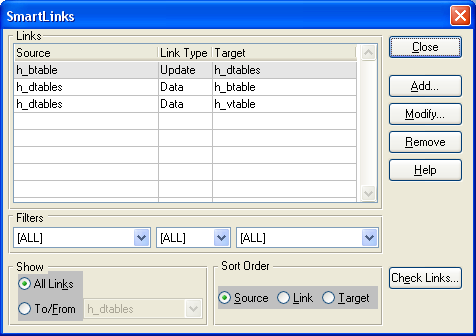 SmartLinks
Links
Source Link Type Target
h_btable Update h_dtables
h_dtables Data h_btable
h_dtables Data h_vtable
Close
Add...
Modify...
Remove
Help
Filters
[ALL] [ALL] [ALL]
Show
All Links
To/From h_dtables
Sort Order
Source Link Target
Check Links...